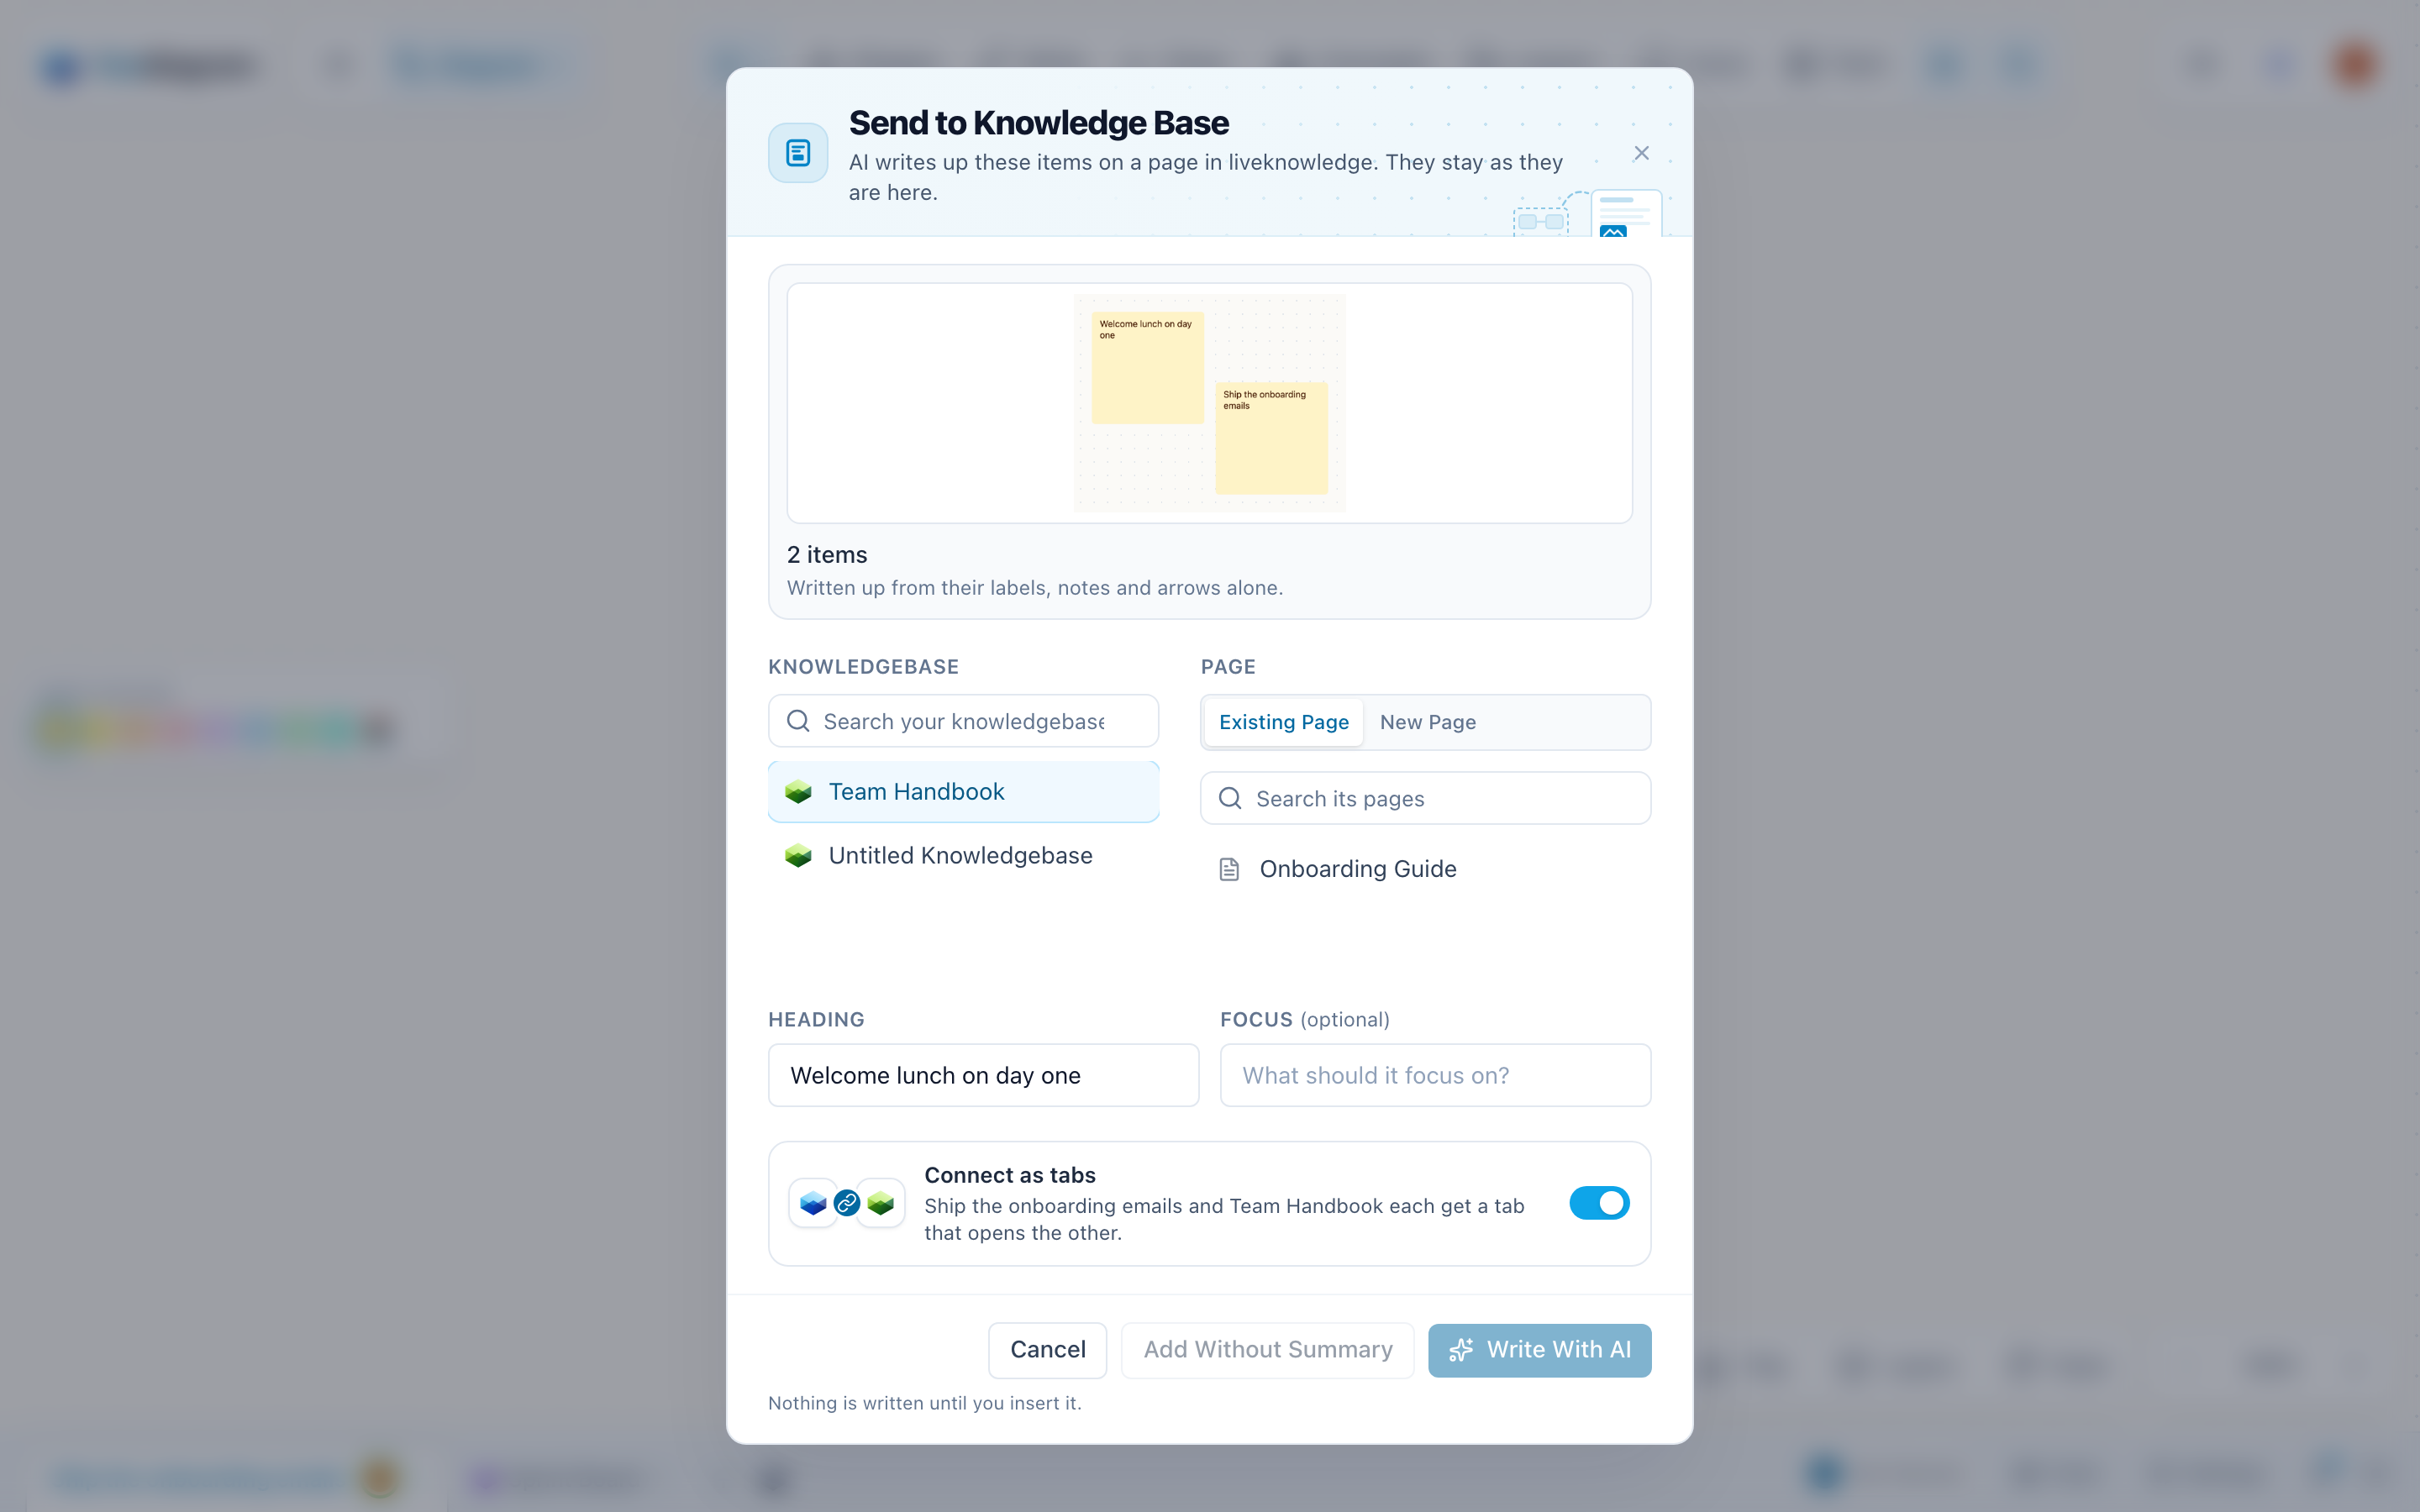 Send to Knowledge Base
AI writes up these items on a page in liveknowledge. They stay as they
are here.
Welcome lunch on day
one
Ship the onboarding
emails
2 items
Written up from their labels, notes and arrows alone.
KNOWLEDGEBASE
Search your knowledgebase
Team Handbook
Untitled Knowledgebase
PAGE
Existing Page
New Page
Search its pages
Onboarding Guide
HEADING
Welcome lunch on day one
FOCUS (optional)
What should it focus on?
Connect as tabs
Ship the onboarding emails and Team Handbook each get a tab
that opens the other.
Cancel
Add Without Summary
Write With AI
Nothing is written until you insert it.